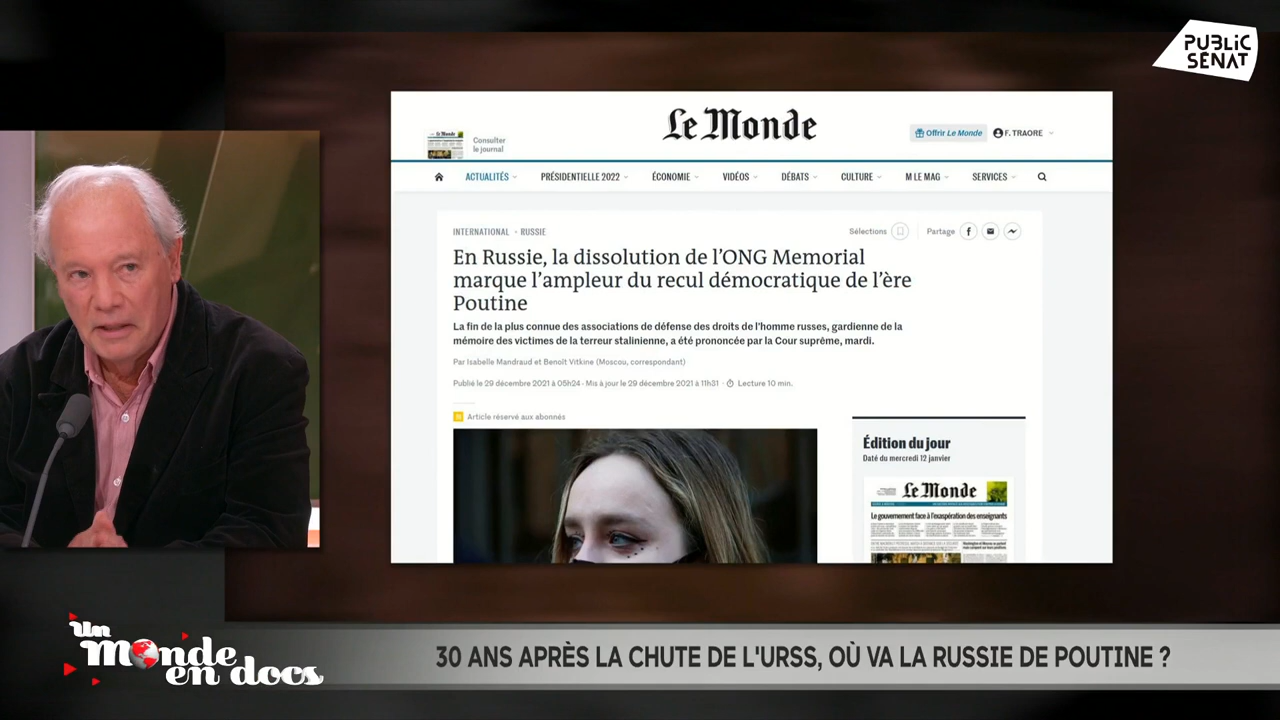 PUBLIC
SÉNAT
Le Monde
Consulter
le journal
Offrir Le Monde
F. TRAORE
ACTUALITÉS
PRÉSIDENTIELLE 2022
ÉCONOMIE
VIDÉOS
DÉBATS
CULTURE
M LE MAG
SERVICES
INTERNATIONAL • RUSSIE
Sélections
Partage
En Russie, la dissolution de l’ONG Memorial
marque l’ampleur du recul démocratique de l’ère
Poutine
La fin de la plus connue des associations de défense des droits de l’homme russes, gardienne de la
mémoire des victimes de la terreur stalinienne, a été prononcée par la Cour suprême, mardi.
Par Isabelle Mandraud et Benoît Vitkine (Moscou, correspondant)
Publié le 29 décembre 2021 à 05h24 - Mis à jour le 29 décembre 2021 à 11h31 · Lecture 10 min.
Article réservé aux abonnés
Édition du jour
Daté du mercredi 12 janvier
Le Monde
Le gouvernement face à l’exaspération des enseignants
Un
Monde
en docs
30 ANS APRÈS LA CHUTE DE L'URSS, OÙ VA LA RUSSIE DE POUTINE ?